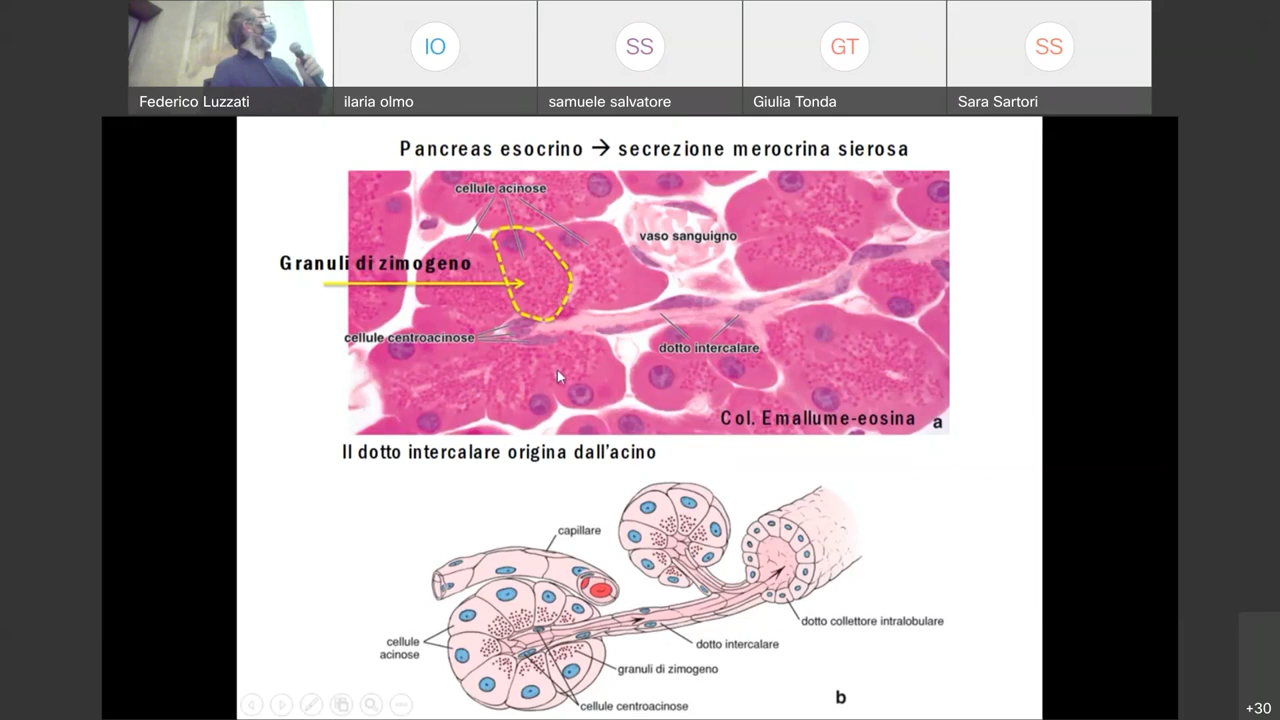 IO
SS
GT
SS
Federico Luzzati
ilaria olmo
samuele salvatore
Giulia Tonda
Sara Sartori
Pancreas esocrino → secrezione merocrina sierosa
cellule acinose
vaso sanguigno
Granuli di zimogeno
cellule centroacinose
dotto intercalare
Col. Emallume-eosina
a
Il dotto intercalare origina dall'acino
capillare
dotto collettore intralobulare
cellule
acinose
dotto intercalare
granuli di zimogeno
b
cellule centroacinose
+30